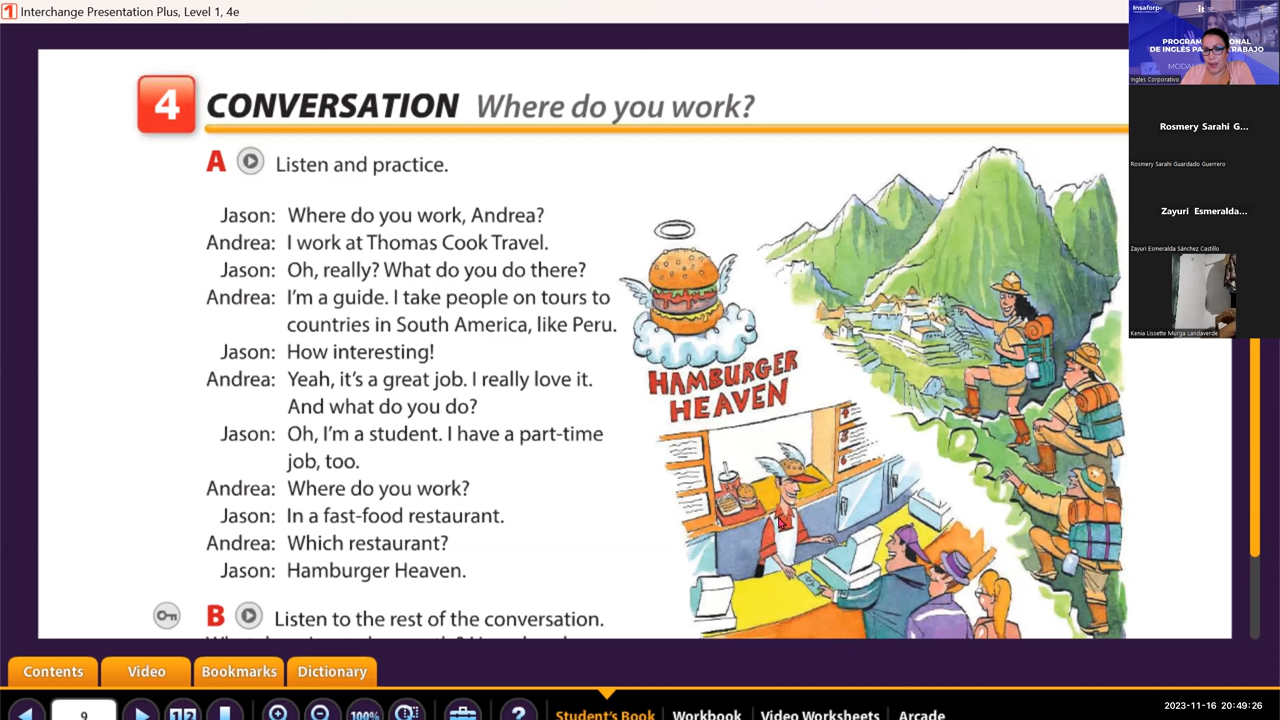 Interchange Presentation Plus, Level 1, 4e
4 CONVERSATION Where do you work?
A Listen and practice.
Jason: Where do you work, Andrea?
Andrea: I work at Thomas Cook Travel.
Jason: Oh, really? What do you do there?
Andrea: I'm a guide. I take people on tours to
countries in South America, like Peru.
Jason: How interesting!
Andrea: Yeah, it's a great job. I really love it.
And what do you do?
Jason: Oh, I'm a student. I have a part-time
job, too.
Andrea: Where do you work?
Jason: In a fast-food restaurant.
Andrea: Which restaurant?
Jason: Hamburger Heaven.
B Listen to the rest of the conversation.
HAMBURGER
HEAVEN
Insaforp
Ingles Corporativo
Rosmery Sarahi G...
Rosmery Sarahi Guardado Guerrero
Zayuri Esmeralda...
Zayuri Esmeralda Sánchez Castillo
Kenia Lissette Murga Landaverde
Contents Video Bookmarks Dictionary
9 100% ? Student's Book Workbook Video Worksheets Arcade
2023-11-16 20:49:26